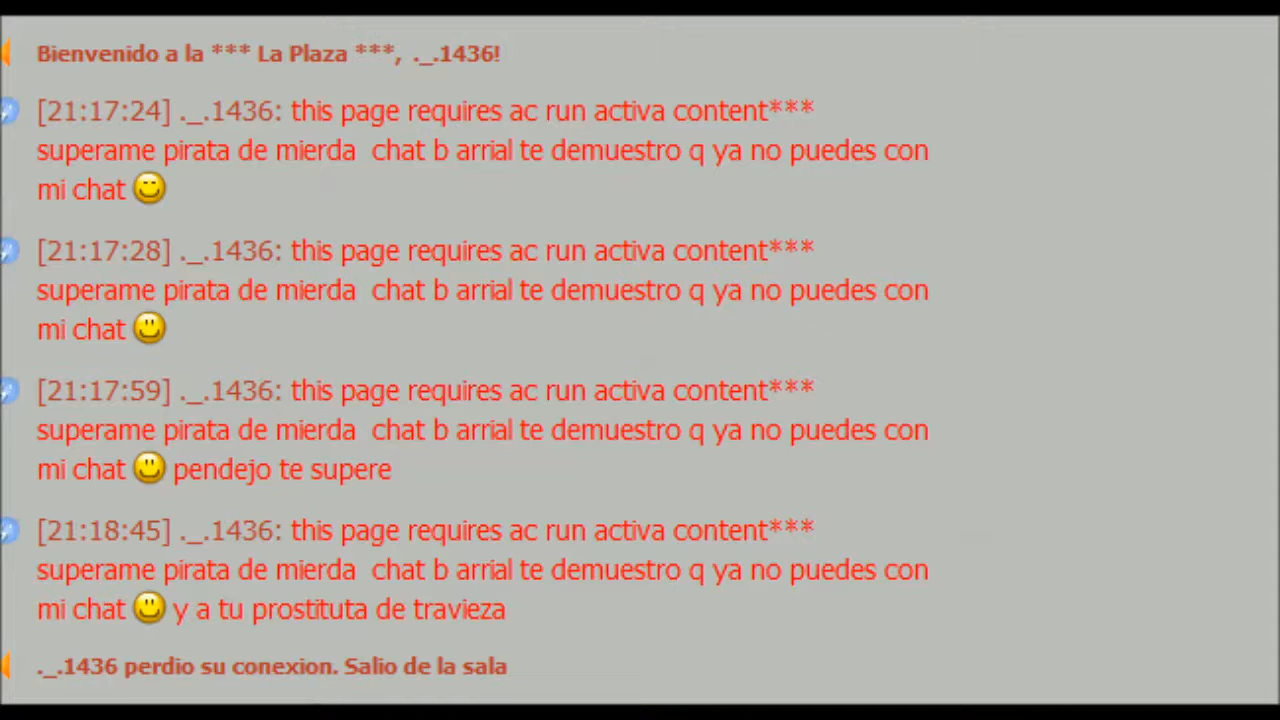 Bienvenido a la *** La Plaza ***, ._.1436!
[21:17:24] ._.1436: this page requires ac run activa content***
superame pirata de mierda  chat b arrial te demuestro q ya no puedes con
mi chat
[21:17:28] ._.1436: this page requires ac run activa content***
superame pirata de mierda  chat b arrial te demuestro q ya no puedes con
mi chat
[21:17:59] ._.1436: this page requires ac run activa content***
superame pirata de mierda  chat b arrial te demuestro q ya no puedes con
mi chat pendejo te supere
[21:18:45] ._.1436: this page requires ac run activa content***
superame pirata de mierda  chat b arrial te demuestro q ya no puedes con
mi chat y a tu prostituta de travieza
._.1436 perdio su conexion. Salio de la sala